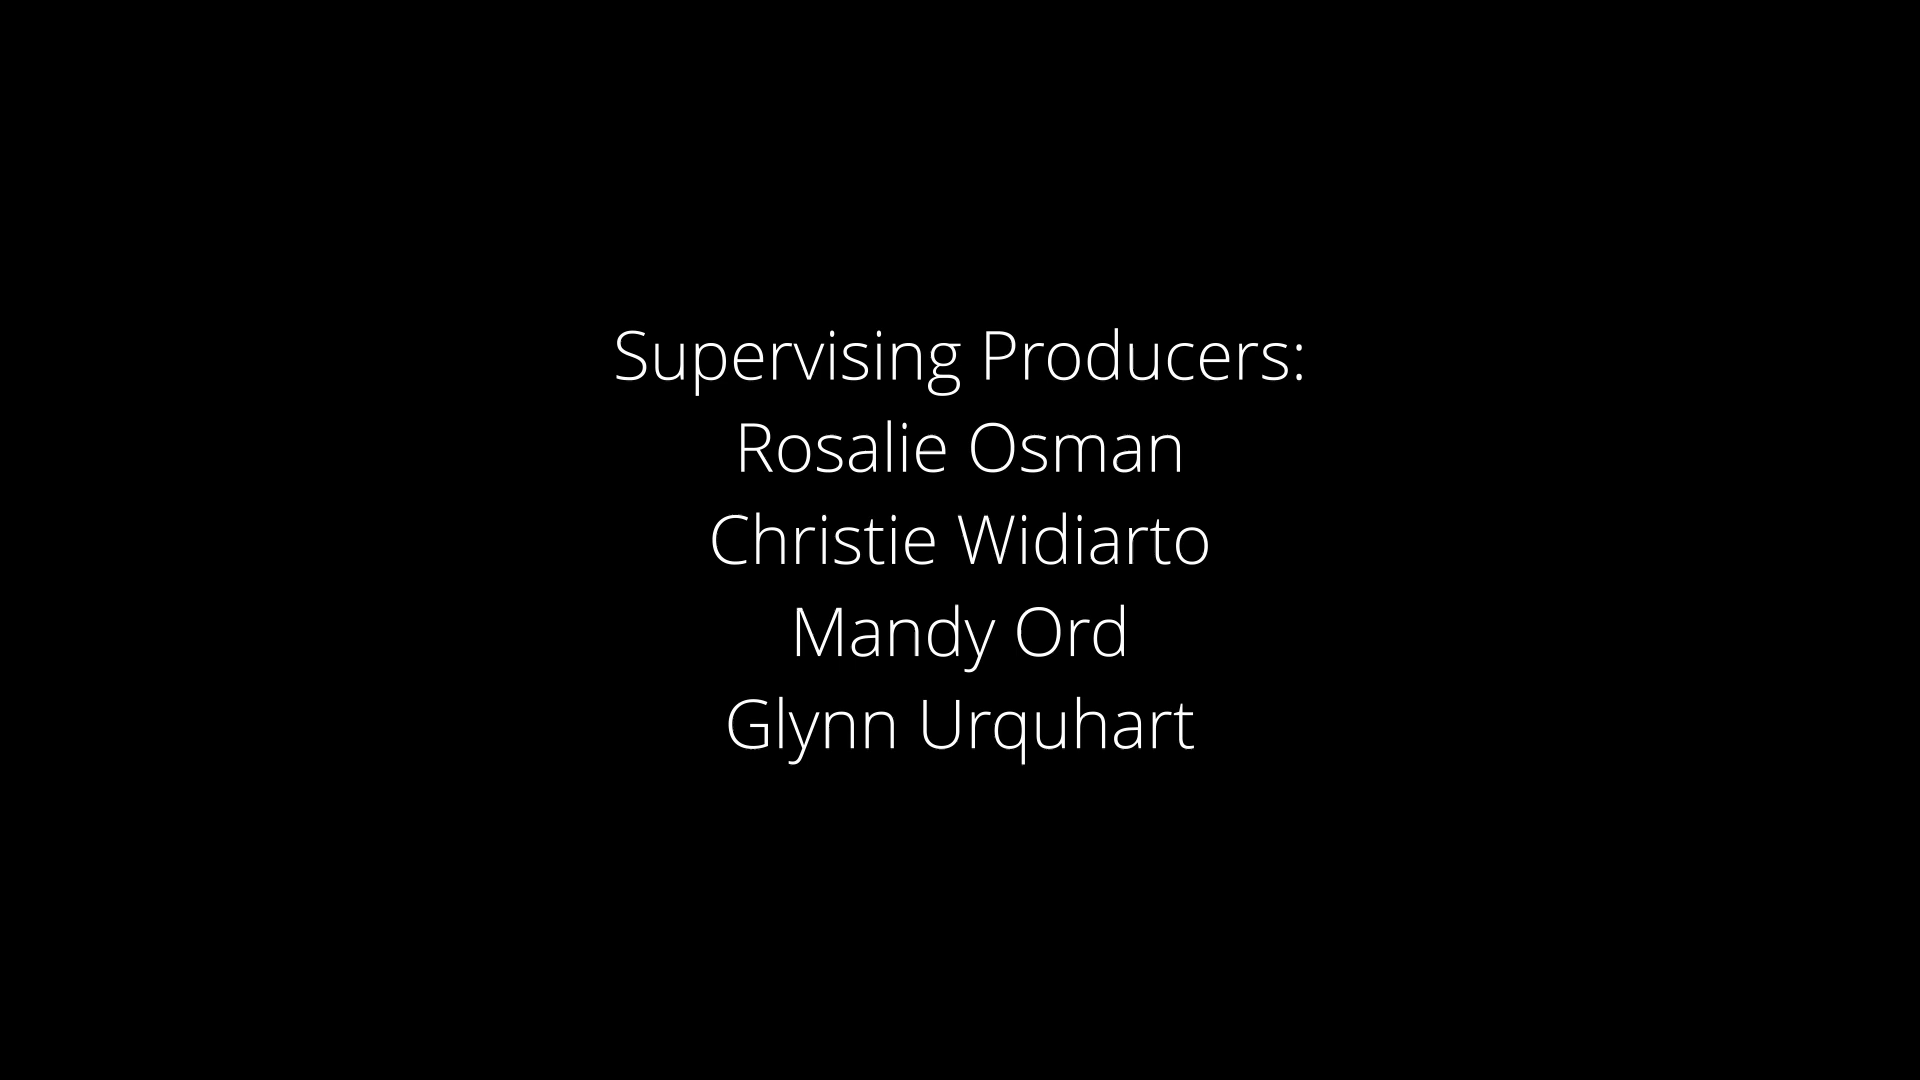 Supervising Producers:
Rosalie Osman
Christie Widiarto
Mandy Ord
Glynn Urquhart